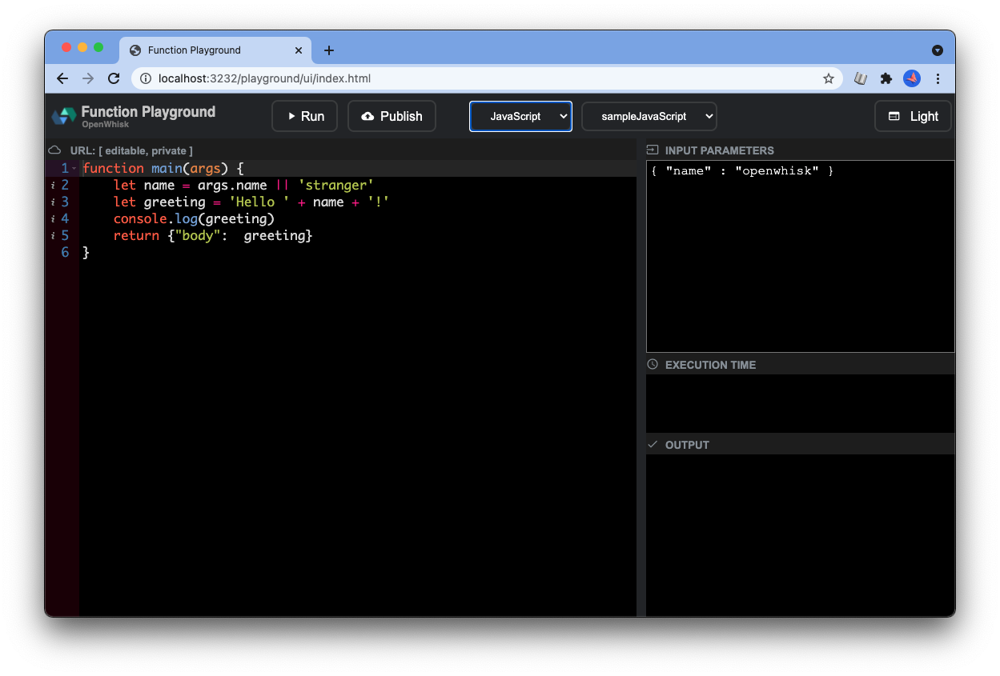 Function Playground
localhost:3232/playground/ui/index.html
Function Playground
OpenWhisk
Run
Publish
JavaScript
sampleJavaScript
Light
URL: [ editable, private ]
1 function main(args) {
i 2     let name = args.name || 'stranger'
i 3     let greeting = 'Hello ' + name + '!'
i 4     console.log(greeting)
i 5     return {"body":  greeting}
6 }
INPUT PARAMETERS
{ "name" : "openwhisk" }
EXECUTION TIME
OUTPUT